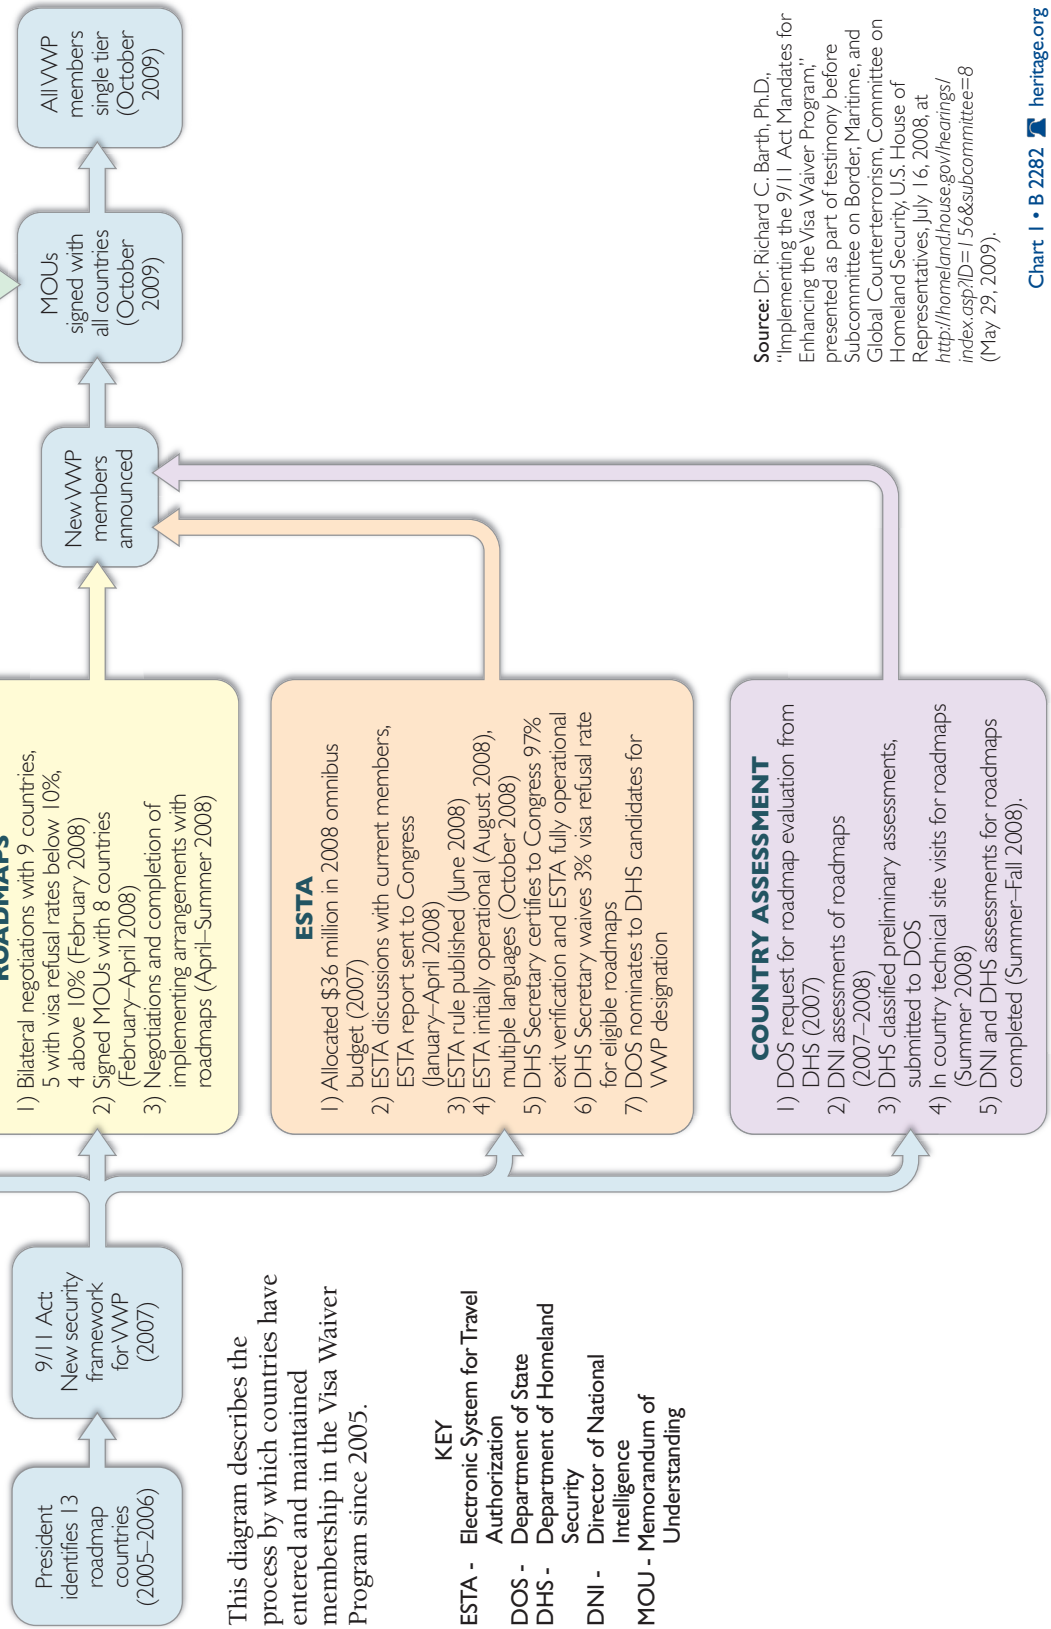 President
identifies 13
roadmap
countries
(2005–2006)
9/11 Act:
New security
framework
for VWP
(2007)
ROADMAPS
1) Bilateral negotiations with 9 countries,
5 with visa refusal rates below 10%,
4 above 10% (February 2008)
2) Signed MOUs with 8 countries
(February–April 2008)
3) Negotiations and completion of
implementing arrangements with
roadmaps (April–Summer 2008)
New VWP
members
announced
MOUs
signed with
all countries
(October
2009)
All VWP
members
single tier
(October
2009)
This diagram describes the
process by which countries have
entered and maintained
membership in the Visa Waiver
Program since 2005.
ESTA
1) Allocated $36 million in 2008 omnibus
budget (2007)
2) ESTA discussions with current members,
ESTA report sent to Congress
(January–April 2008)
3) ESTA rule published (June 2008)
4) ESTA initially operational (August 2008),
multiple languages (October 2008)
5) DHS Secretary certifies to Congress 97%
exit verification and ESTA fully operational
6) DHS Secretary waives 3% visa refusal rate
for eligible roadmaps
7) DOS nominates to DHS candidates for
VWP designation
KEY
ESTA - Electronic System for Travel
Authorization
DOS - Department of State
DHS - Department of Homeland
Security
DNI - Director of National
Intelligence
MOU - Memorandum of
Understanding
COUNTRY ASSESSMENT
1) DOS request for roadmap evaluation from
DHS (2007)
2) DNI assessments of roadmaps
(2007–2008)
3) DHS classified preliminary assessments,
submitted to DOS
4) In country technical site visits for roadmaps
(Summer 2008)
5) DNI and DHS assessments for roadmaps
completed (Summer–Fall 2008).
Source: Dr. Richard C. Barth, Ph.D.,
"Implementing the 9/11 Act Mandates for
Enhancing the Visa Waiver Program,"
presented as part of testimony before
Subcommittee on Border, Maritime, and
Global Counterterrorism, Committee on
Homeland Security, U.S. House of
Representatives, July 16, 2008, at
http://homeland.house.gov/hearings/
index.asp?ID=156&subcommittee=8
(May 29, 2009).
Chart 1 • B 2282 heritage.org